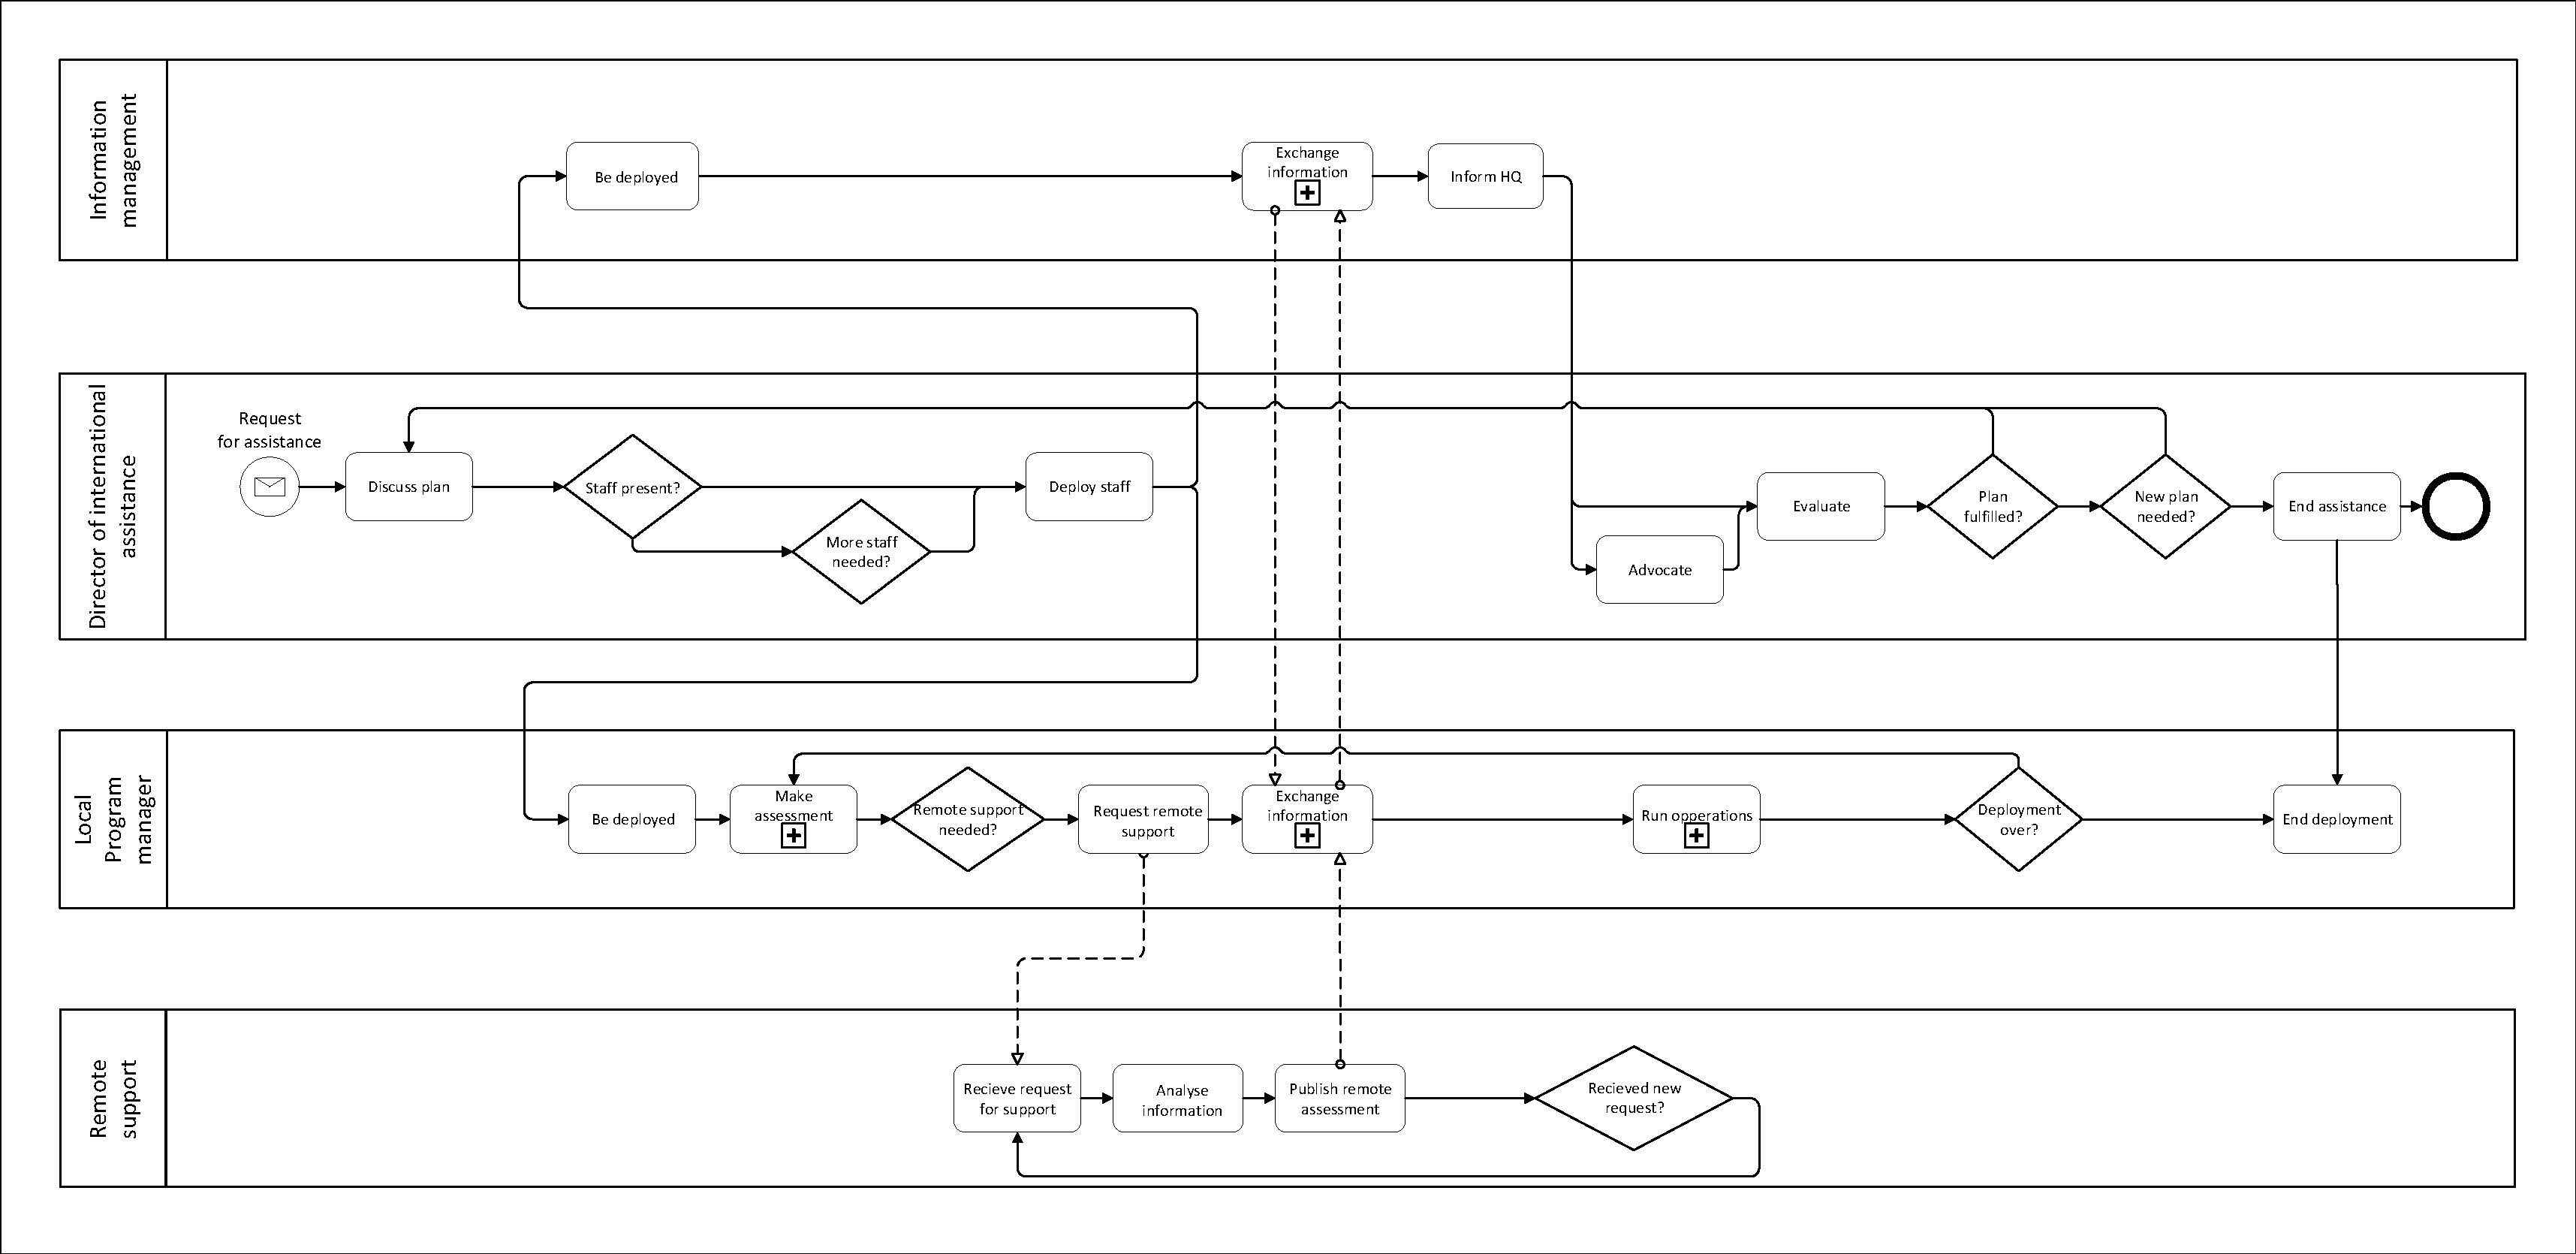 Information
management
Be deployed
Exchange
information
Inform HQ
Director of international
assistance
Request
for assistance
Discuss plan
Staff present?
More staff
needed?
Deploy staff
Advocate
Evaluate
Plan
fulfilled?
New plan
needed?
End assistance
Local
Program
manager
Be deployed
Make
assessment
Remote support
needed?
Request remote
support
Exchange
information
Run opperations
Deployment
over?
End deployment
Remote
support
Recieve request
for support
Analyse
information
Publish remote
assessment
Recieved new
request?